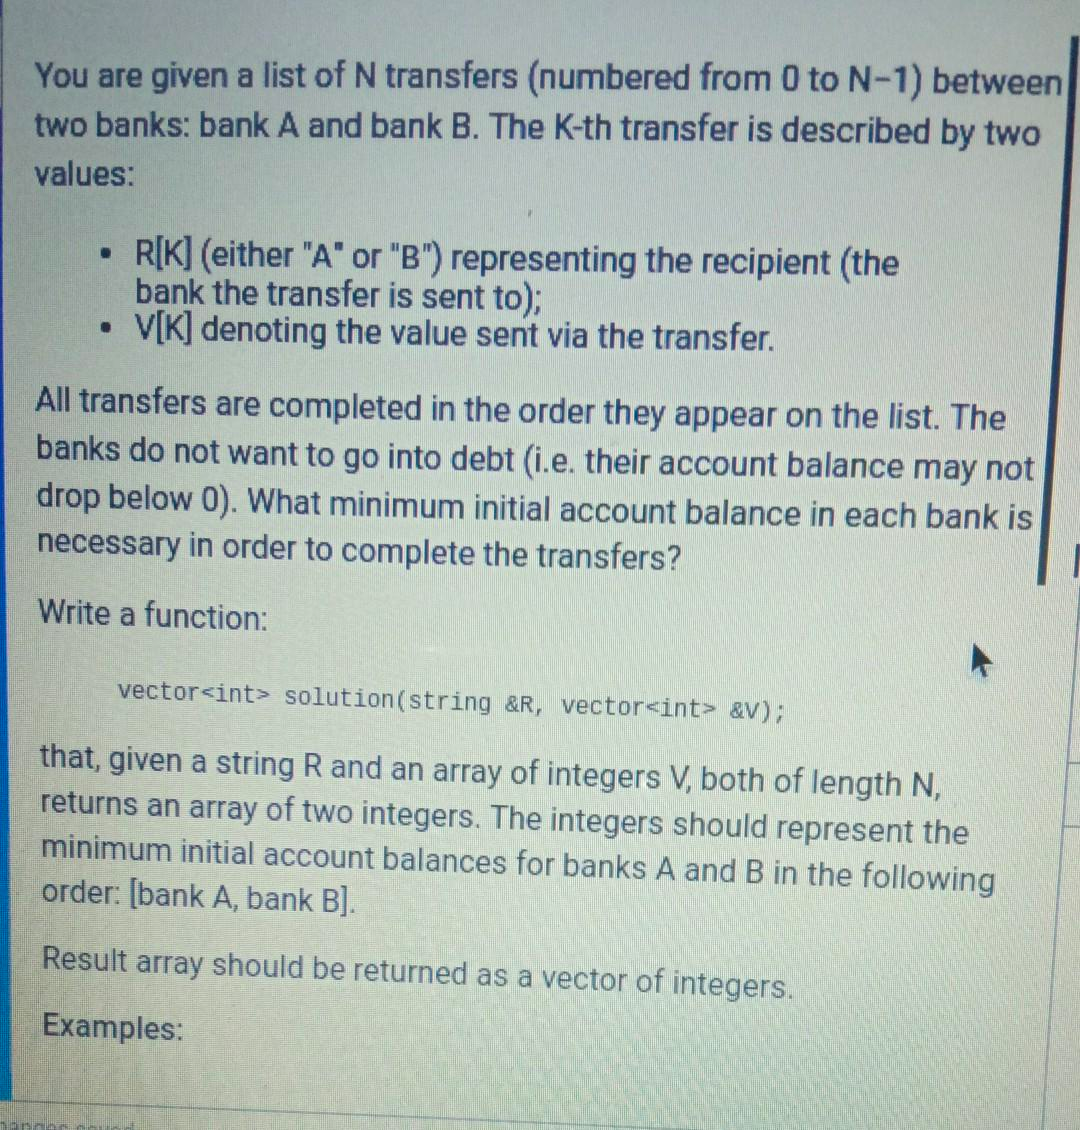 You are given a list of N transfers (numbered from 0 to N-1) between
two banks: bank A and bank B. The K-th transfer is described by two
values:
• R[K] (either "A" or "B") representing the recipient (the
bank the transfer is sent to);
• V[K] denoting the value sent via the transfer.
All transfers are completed in the order they appear on the list. The
banks do not want to go into debt (i.e. their account balance may not
drop below 0). What minimum initial account balance in each bank is
necessary in order to complete the transfers?
Write a function:
vector<int> solution(string &R, vector<int> &V);
that, given a string R and an array of integers V, both of length N,
returns an array of two integers. The integers should represent the
minimum initial account balances for banks A and B in the following
order: [bank A, bank B].
Result array should be returned as a vector of integers.
Examples: